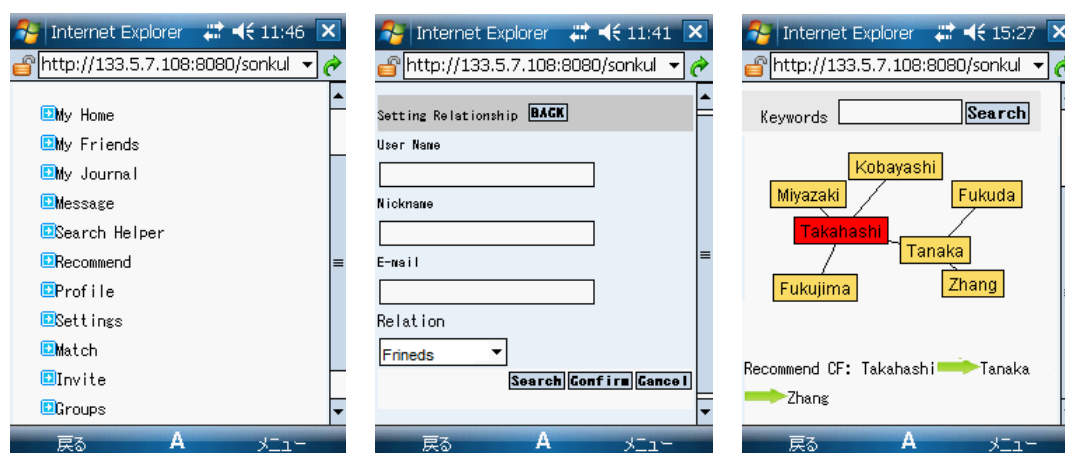 Internet Explorer 11:46
http://133.5.7.108:8080/sonkul
My Home
My Friends
My Journal
Message
Search Helper
Recommend
Profile
Settings
Match
Invite
Groups
戻る A メニュー
Internet Explorer 11:41
http://133.5.7.108:8080/sonkul
Setting Relationship BACK
User Name
Nickname
E-mail
Relation
Frineds
Search Confirm Cancel
戻る A メニュー
Internet Explorer 15:27
http://133.5.7.108:8080/sonkul
Keywords Search
Kobayashi
Miyazaki Fukuda
Takahashi
Tanaka
Fukujima Zhang
Recommend CF: Takahashi Tanaka
Zhang
戻る A メニュー